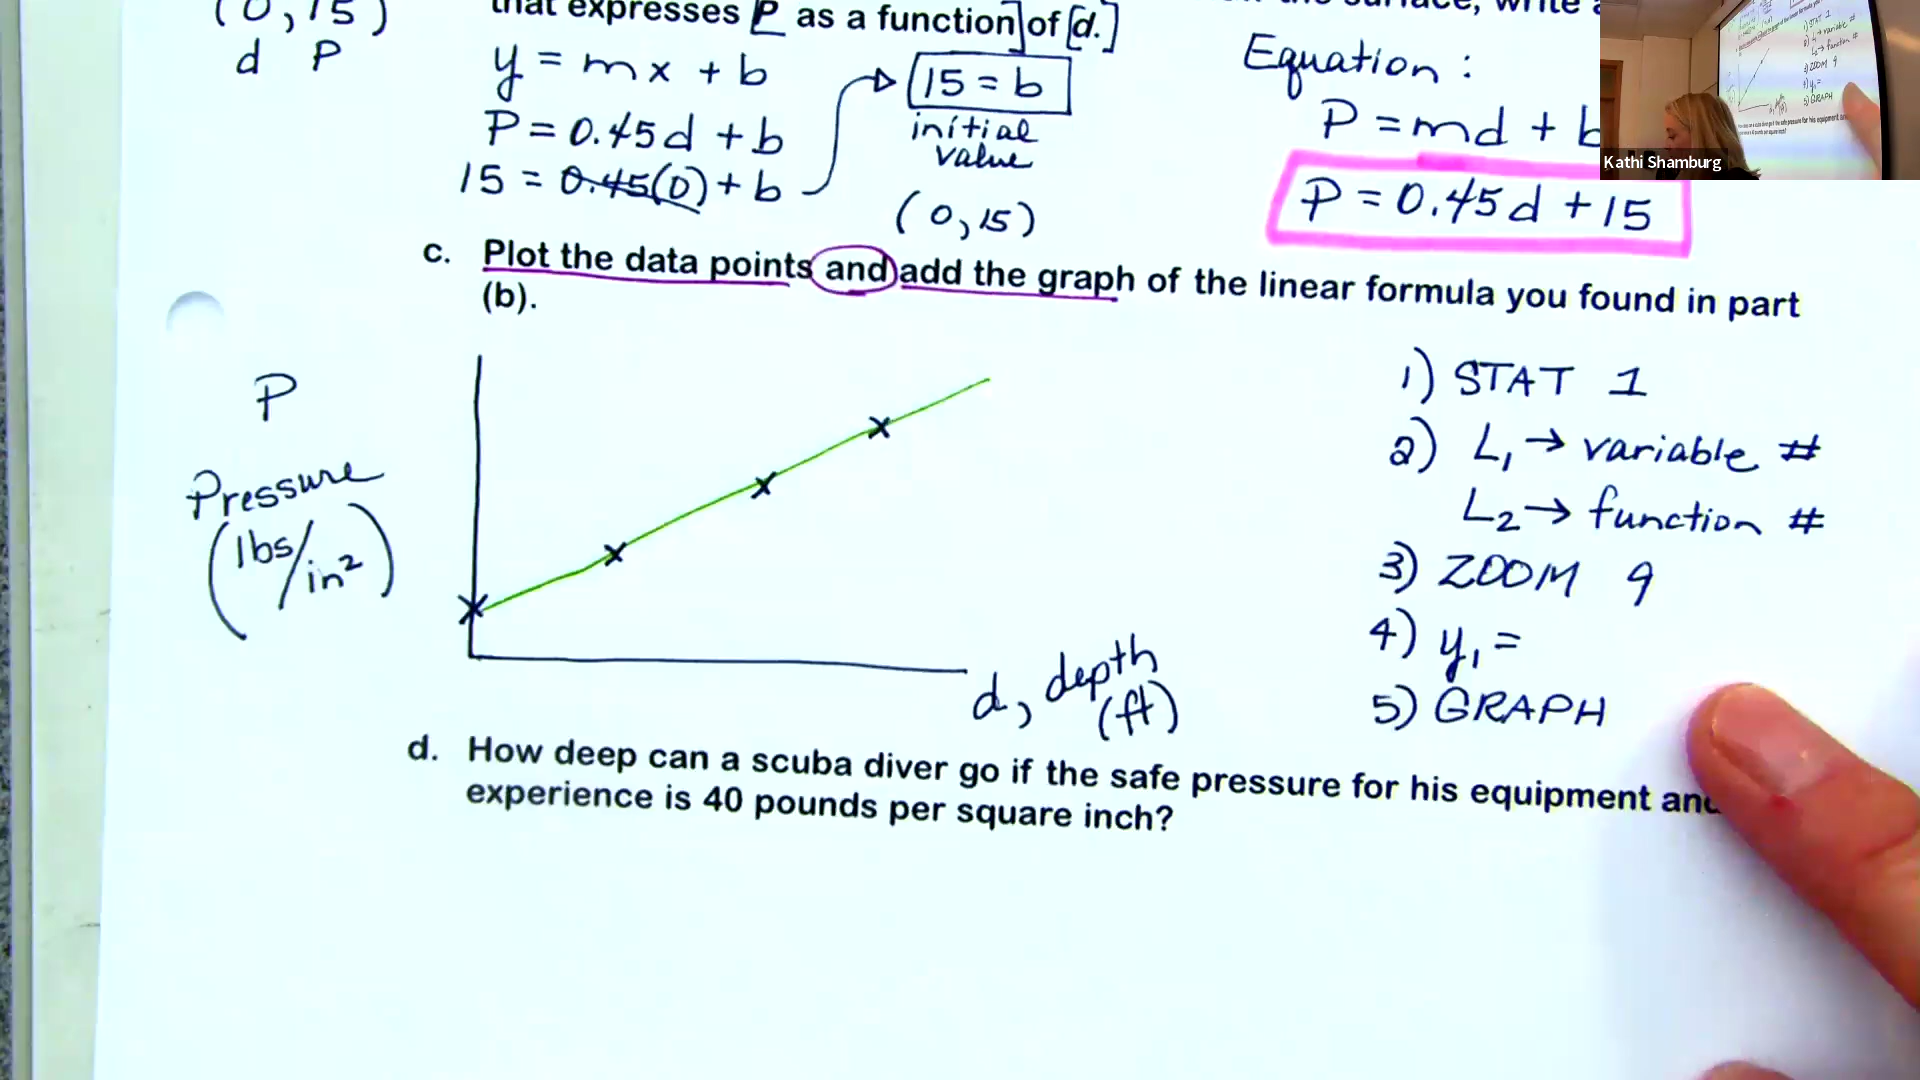 (0,15)
d P
that expresses P as a function of [d.]
the surface, write
y = mx + b
P = 0.45d + b
15 = 0.45(0) + b
15 = b
initial
value
(0,15)
Equation:
P = md + b
P = 0.45d + 15
Kathi Shamburg
c. Plot the data points and add the graph of the linear formula you found in part
(b).
P
Pressure
(lbs/in²)
d, depth
(ft)
1) STAT 1
2) L₁ → variable #
L₂ → function #
3) ZOOM 9
4) y₁ =
5) GRAPH
d. How deep can a scuba diver go if the safe pressure for his equipment and
experience is 40 pounds per square inch?